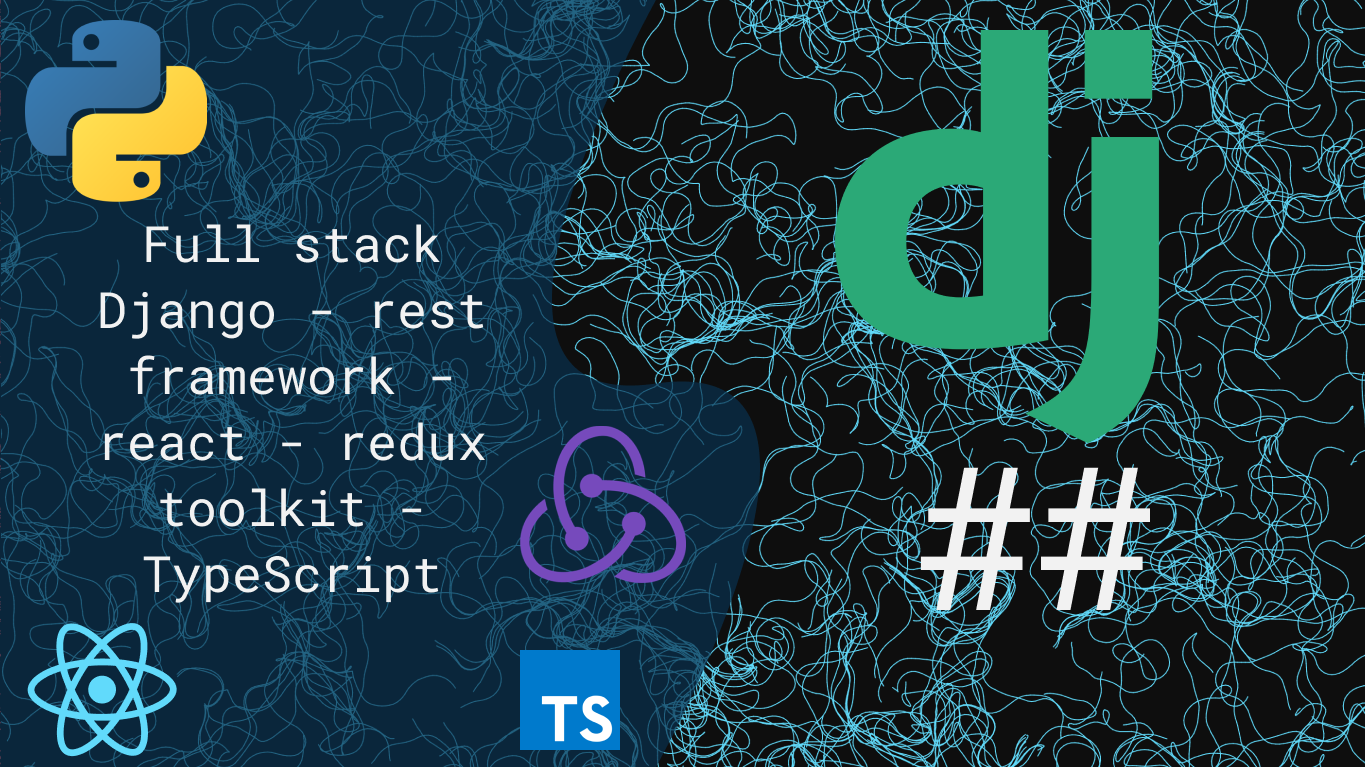 Full stack
Django - rest
framework -
react - redux
toolkit -
TypeScript
dj
##
TS